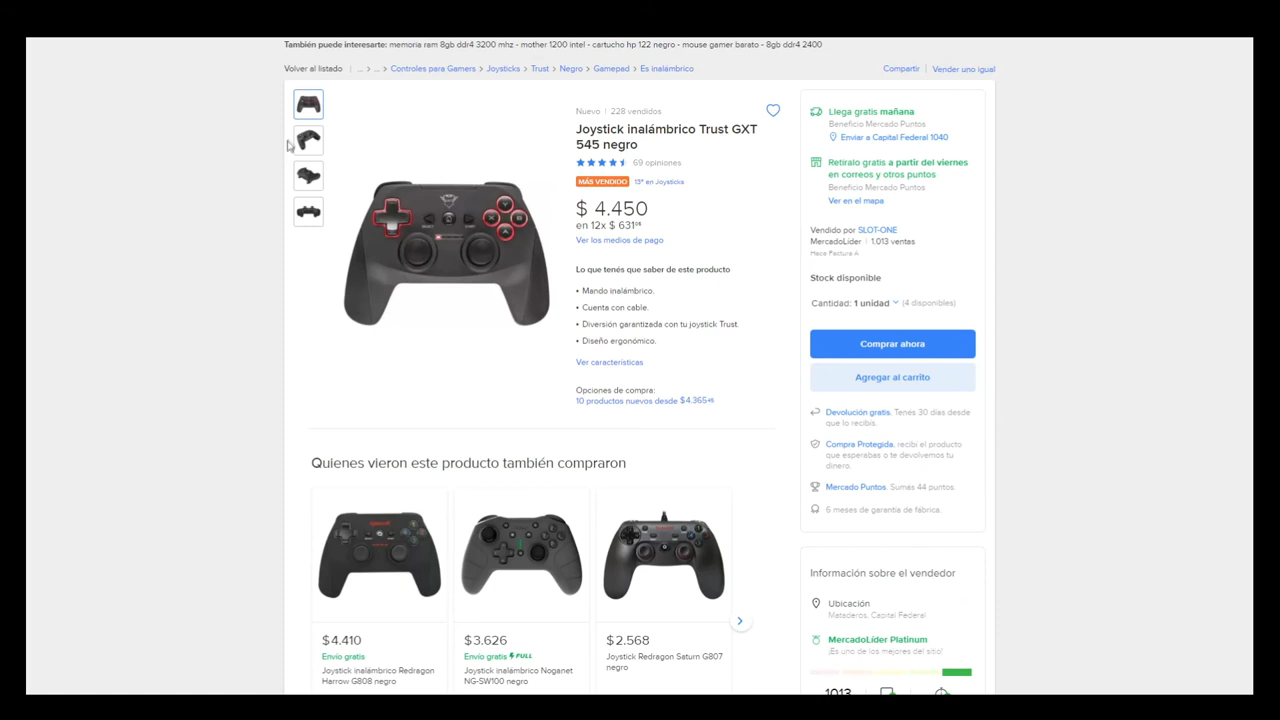 También puede interesarte: memoria ram 8gb ddr4 3200 mhz - mother 1200 intel - cartucho hp 122 negro - mouse gamer barato - 8gb ddr4 2400
Volver al listado | ... > ... > Controles para Gamers > Joysticks > Trust > Negro > Gamepad > Es inalámbrico
Compartir | Vender uno igual
Nuevo | 228 vendidos
Joystick inalámbrico Trust GXT
545 negro
69 opiniones
MÁS VENDIDO 13º en Joysticks
$ 4.450
en 12x $ 631
Ver los medios de pago
Lo que tenés que saber de este producto
• Mando inalámbrico.
• Cuenta con cable.
• Diversión garantizada con tu joystick Trust.
• Diseño ergonómico.
Ver características
Opciones de compra:
10 productos nuevos desde $4.365
Llega gratis mañana
Beneficio Mercado Puntos
Enviar a Capital Federal 1040
Retiralo gratis a partir del viernes
en correos y otros puntos
Beneficio Mercado Puntos
Ver en el mapa
Vendido por SLOT-ONE
MercadoLíder | 1.013 ventas
Hace Factura A
Stock disponible
Cantidad: 1 unidad (4 disponibles)
Comprar ahora
Agregar al carrito
Devolución gratis. Tenés 30 días desde
que lo recibís.
Compra Protegida, recibí el producto
que esperabas o te devolvemos tu
dinero.
Mercado Puntos. Sumás 44 puntos.
6 meses de garantía de fábrica.
Quienes vieron este producto también compraron
$ 4.410
Envío gratis
Joystick inalámbrico Redragon
Harrow G808 negro
$ 3.626
Envío gratis FULL
Joystick inalámbrico Noganet
NG-SW100 negro
$ 2.568
Joystick Redragon Saturn G807
negro
Información sobre el vendedor
Ubicación
Mataderos, Capital Federal
MercadoLíder Platinum
¡Es uno de los mejores del sitio!
1013